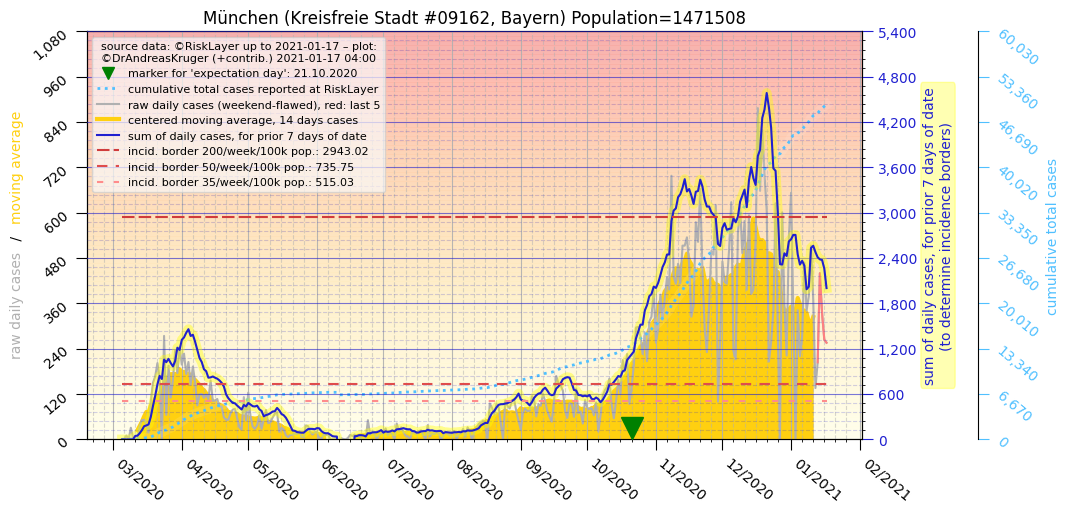 München (Kreisfreie Stadt #09162, Bayern) Population=1471508
source data: ©RiskLayer up to 2021-01-17 – plot:
©DrAndreasKruger (+contrib.) 2021-01-17 04:00
marker for 'expectation day': 21.10.2020
cumulative total cases reported at RiskLayer
raw daily cases (weekend-flawed), red: last 5
centered moving average, 14 days cases
sum of daily cases, for prior 7 days of date
incid. border 200/week/100k pop.: 2943.02
incid. border 50/week/100k pop.: 735.75
incid. border 35/week/100k pop.: 515.03
raw daily cases / moving average
1,080
960
840
720
600
480
360
240
120
0
03/2020
04/2020
05/2020
06/2020
07/2020
08/2020
09/2020
10/2020
11/2020
12/2020
01/2021
02/2021
5,400
4,800
4,200
3,600
3,000
2,400
1,800
1,200
600
0
sum of daily cases, for prior 7 days of date
(to determine incidence borders)
60,030
53,360
46,690
40,020
33,350
26,680
20,010
13,340
6,670
0
cumulative total cases